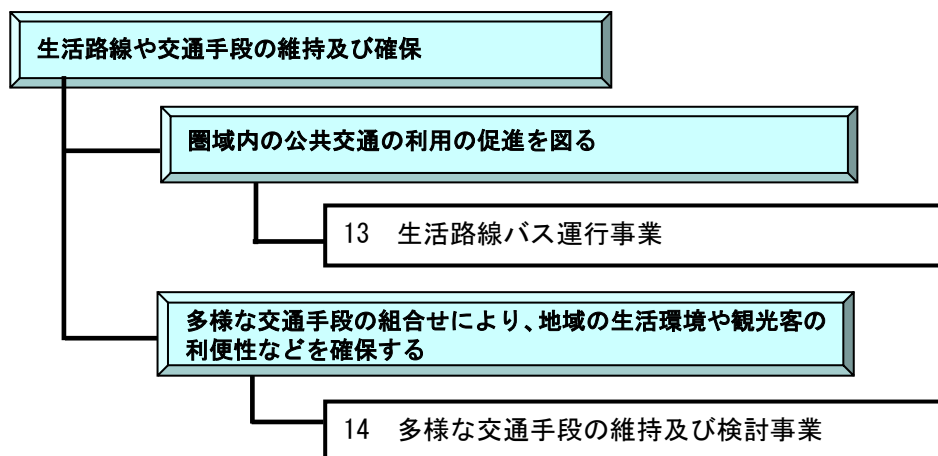 生活路線や交通手段の維持及び確保
圏域内の公共交通の利用の促進を図る
13　生活路線バス運行事業
多様な交通手段の組合せにより、地域の生活環境や観光客の
利便性などを確保する
14　多様な交通手段の維持及び検討事業